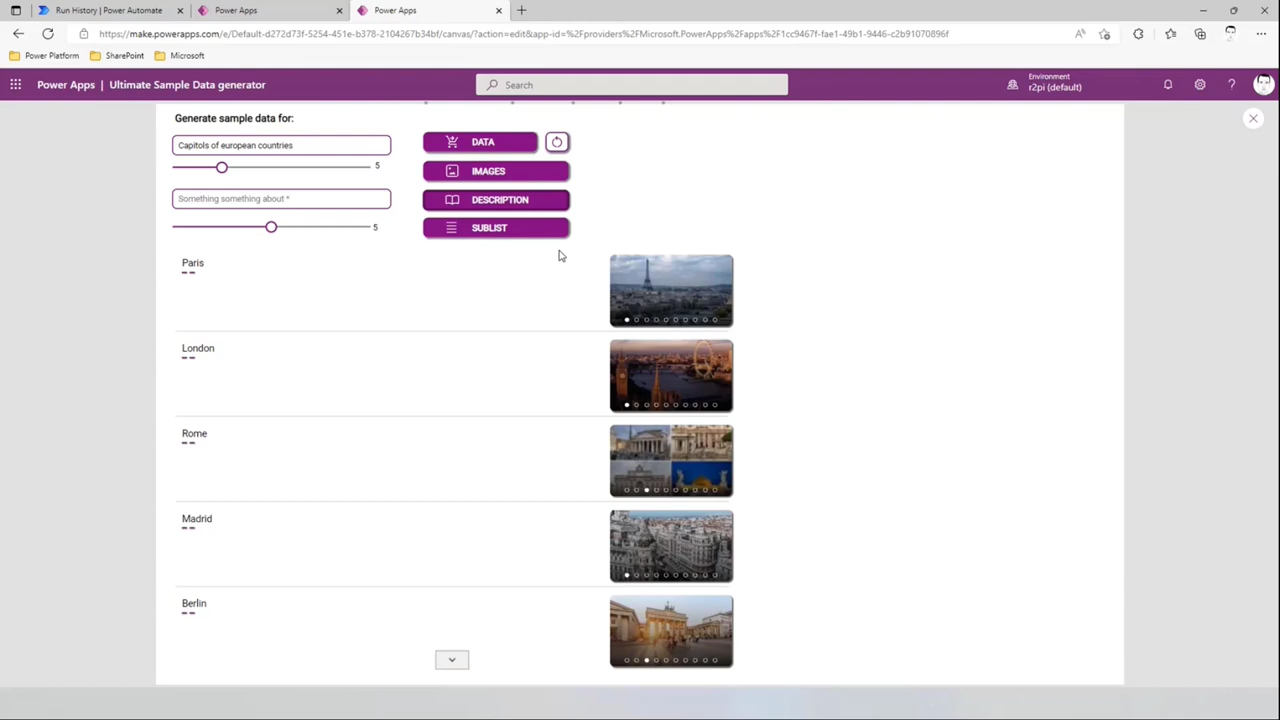 Run History | Power Automate
Power Apps
Power Apps
https://make.powerapps.com/e/Default-d272d73f-5254-451e-b378-2104267b34bf/canvas/?action=edit&app-id=%2Fproviders%2FMicrosoft.PowerApps%2Fapps%2F1cc9467f-fae1-49b1-9446-c2b91070896f
Power Platform
SharePoint
Microsoft
Power Apps | Ultimate Sample Data generator
Search
Environment
r2pi (default)
Generate sample data for:
Capitols of european countries
5
Something something about *
5
DATA
IMAGES
DESCRIPTION
SUBLIST
Paris
London
Rome
Madrid
Berlin